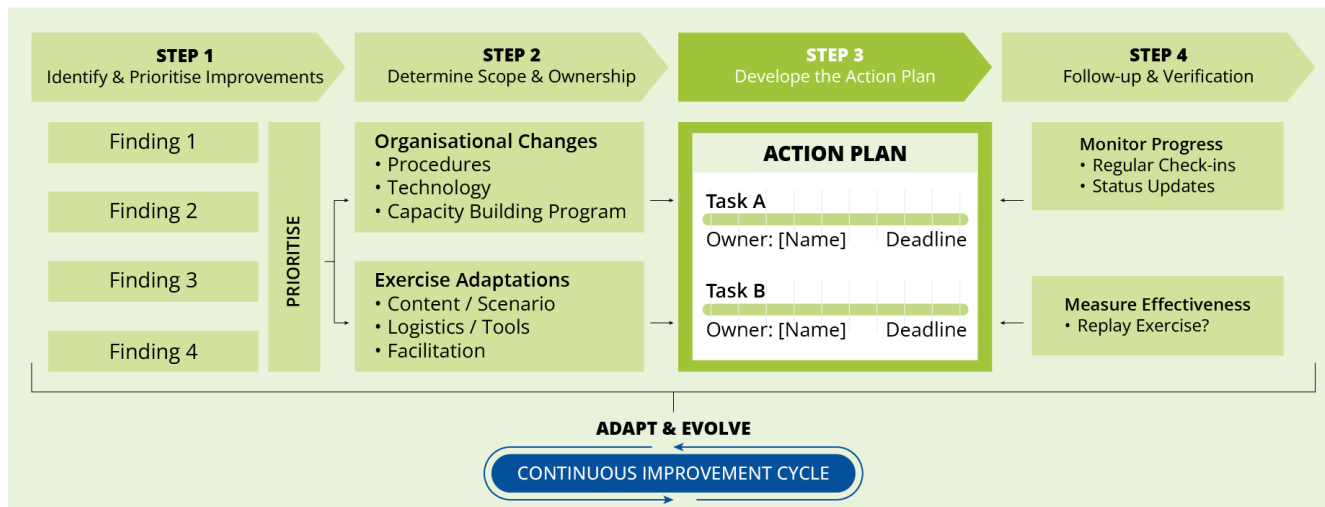 STEP 1
Identify & Prioritise Improvements
STEP 2
Determine Scope & Ownership
STEP 3
Develope the Action Plan
STEP 4
Follow-up & Verification
Finding 1
Finding 2
Finding 3
Finding 4
PRIORITISE
Organisational Changes
• Procedures
• Technology
• Capacity Building Program
Exercise Adaptations
• Content / Scenario
• Logistics / Tools
• Facilitation
ACTION PLAN
Task A
Owner: [Name] Deadline
Task B
Owner: [Name] Deadline
Monitor Progress
• Regular Check-ins
• Status Updates
Measure Effectiveness
• Replay Exercise?
ADAPT & EVOLVE
CONTINUOUS IMPROVEMENT CYCLE